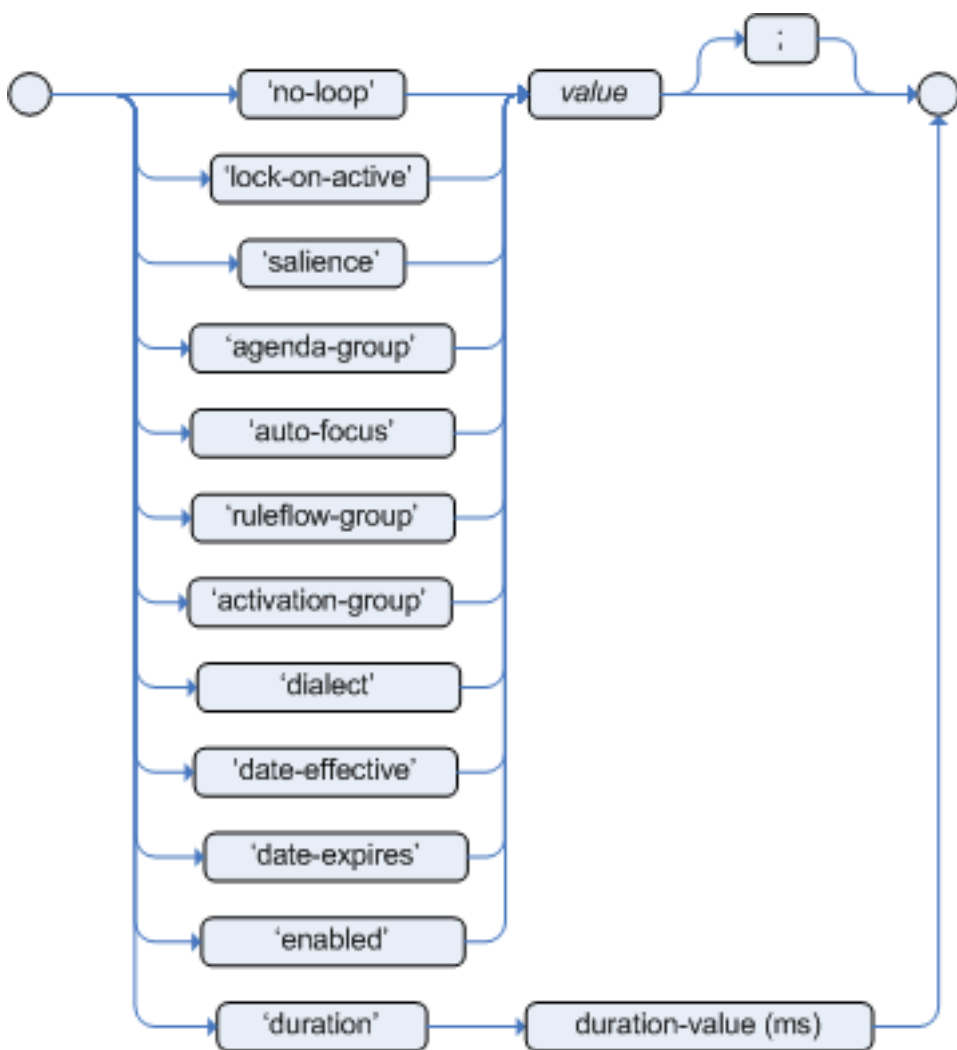 ;
‘no-loop’ value
‘lock-on-active’
‘salience’
‘agenda-group’
‘auto-focus’
‘ruleflow-group’
‘activation-group’
‘dialect’
‘date-effective’
‘date-expires’
‘enabled’
‘duration’ duration-value (ms)